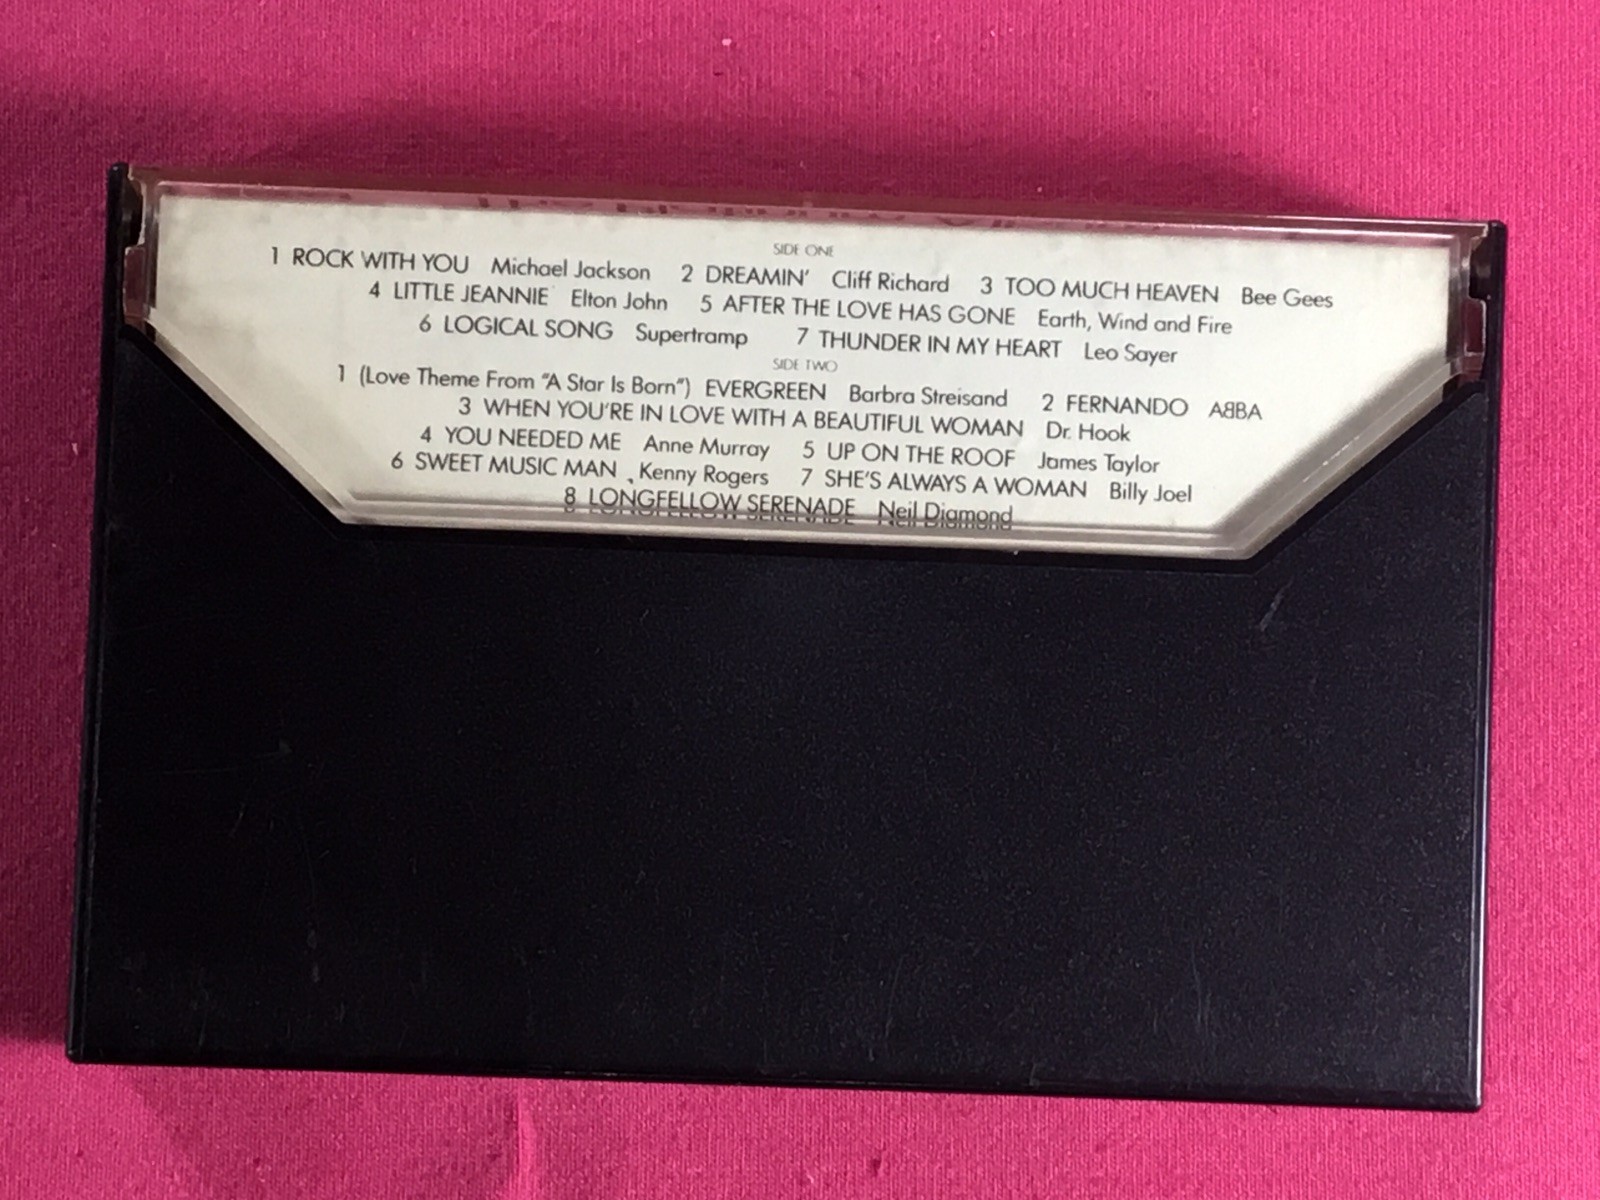 SIDE ONE
1 ROCK WITH YOU Michael Jackson 2 DREAMIN' Cliff Richard 3 TOO MUCH HEAVEN Bee Gees
4 LITTLE JEANNIE Elton John 5 AFTER THE LOVE HAS GONE Earth, Wind and Fire
6 LOGICAL SONG Supertramp 7 THUNDER IN MY HEART Leo Sayer
SIDE TWO
1 (Love Theme From "A Star Is Born") EVERGREEN Barbra Streisand 2 FERNANDO ABBA
3 WHEN YOU'RE IN LOVE WITH A BEAUTIFUL WOMAN Dr. Hook
4 YOU NEEDED ME Anne Murray 5 UP ON THE ROOF James Taylor
6 SWEET MUSIC MAN Kenny Rogers 7 SHE'S ALWAYS A WOMAN Billy Joel
8 LONGFELLOW SERENADE Neil Diamond